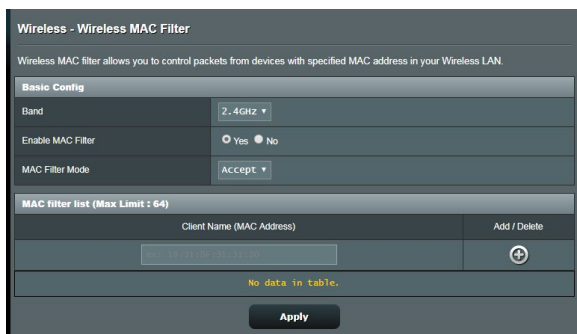 Wireless - Wireless MAC Filter
Wireless MAC filter allows you to control packets from devices with specified MAC address in your Wireless LAN.
Basic Config
Band 2.4GHz
Enable MAC Filter Yes No
MAC Filter Mode Accept
MAC filter list (Max Limit : 64)
Client Name (MAC Address) Add / Delete
No data in table.
Apply